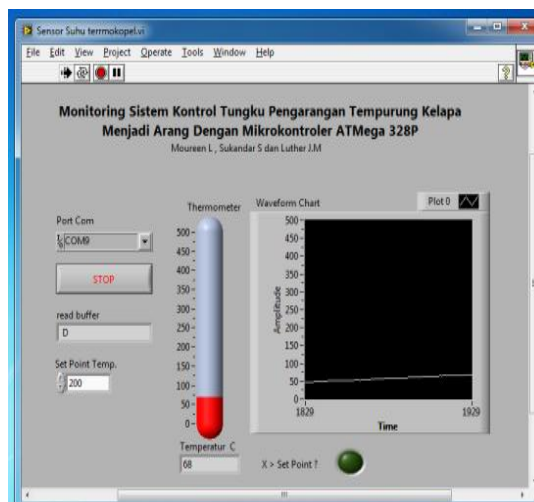 Sensor Suhu terrmokopel.vi
File Edit View Project Operate Tools Window Help
Monitoring Sistem Kontrol Tungku Pengarangan Tempurung Kelapa
Menjadi Arang Dengan Mikrokontroler ATMega 328P
Moureen L , Sukandar S dan Luther J.M
Port Com
COM9
STOP
read buffer
D
Set Point Temp.
200
Thermometer
500
450
400
350
300
250
200
150
100
50
0
Temperatur C
68
Waveform Chart
Plot 0
Amplitude
500
450
400
350
300
250
200
150
100
50
0
1829
1929
Time
X > Set Point ?